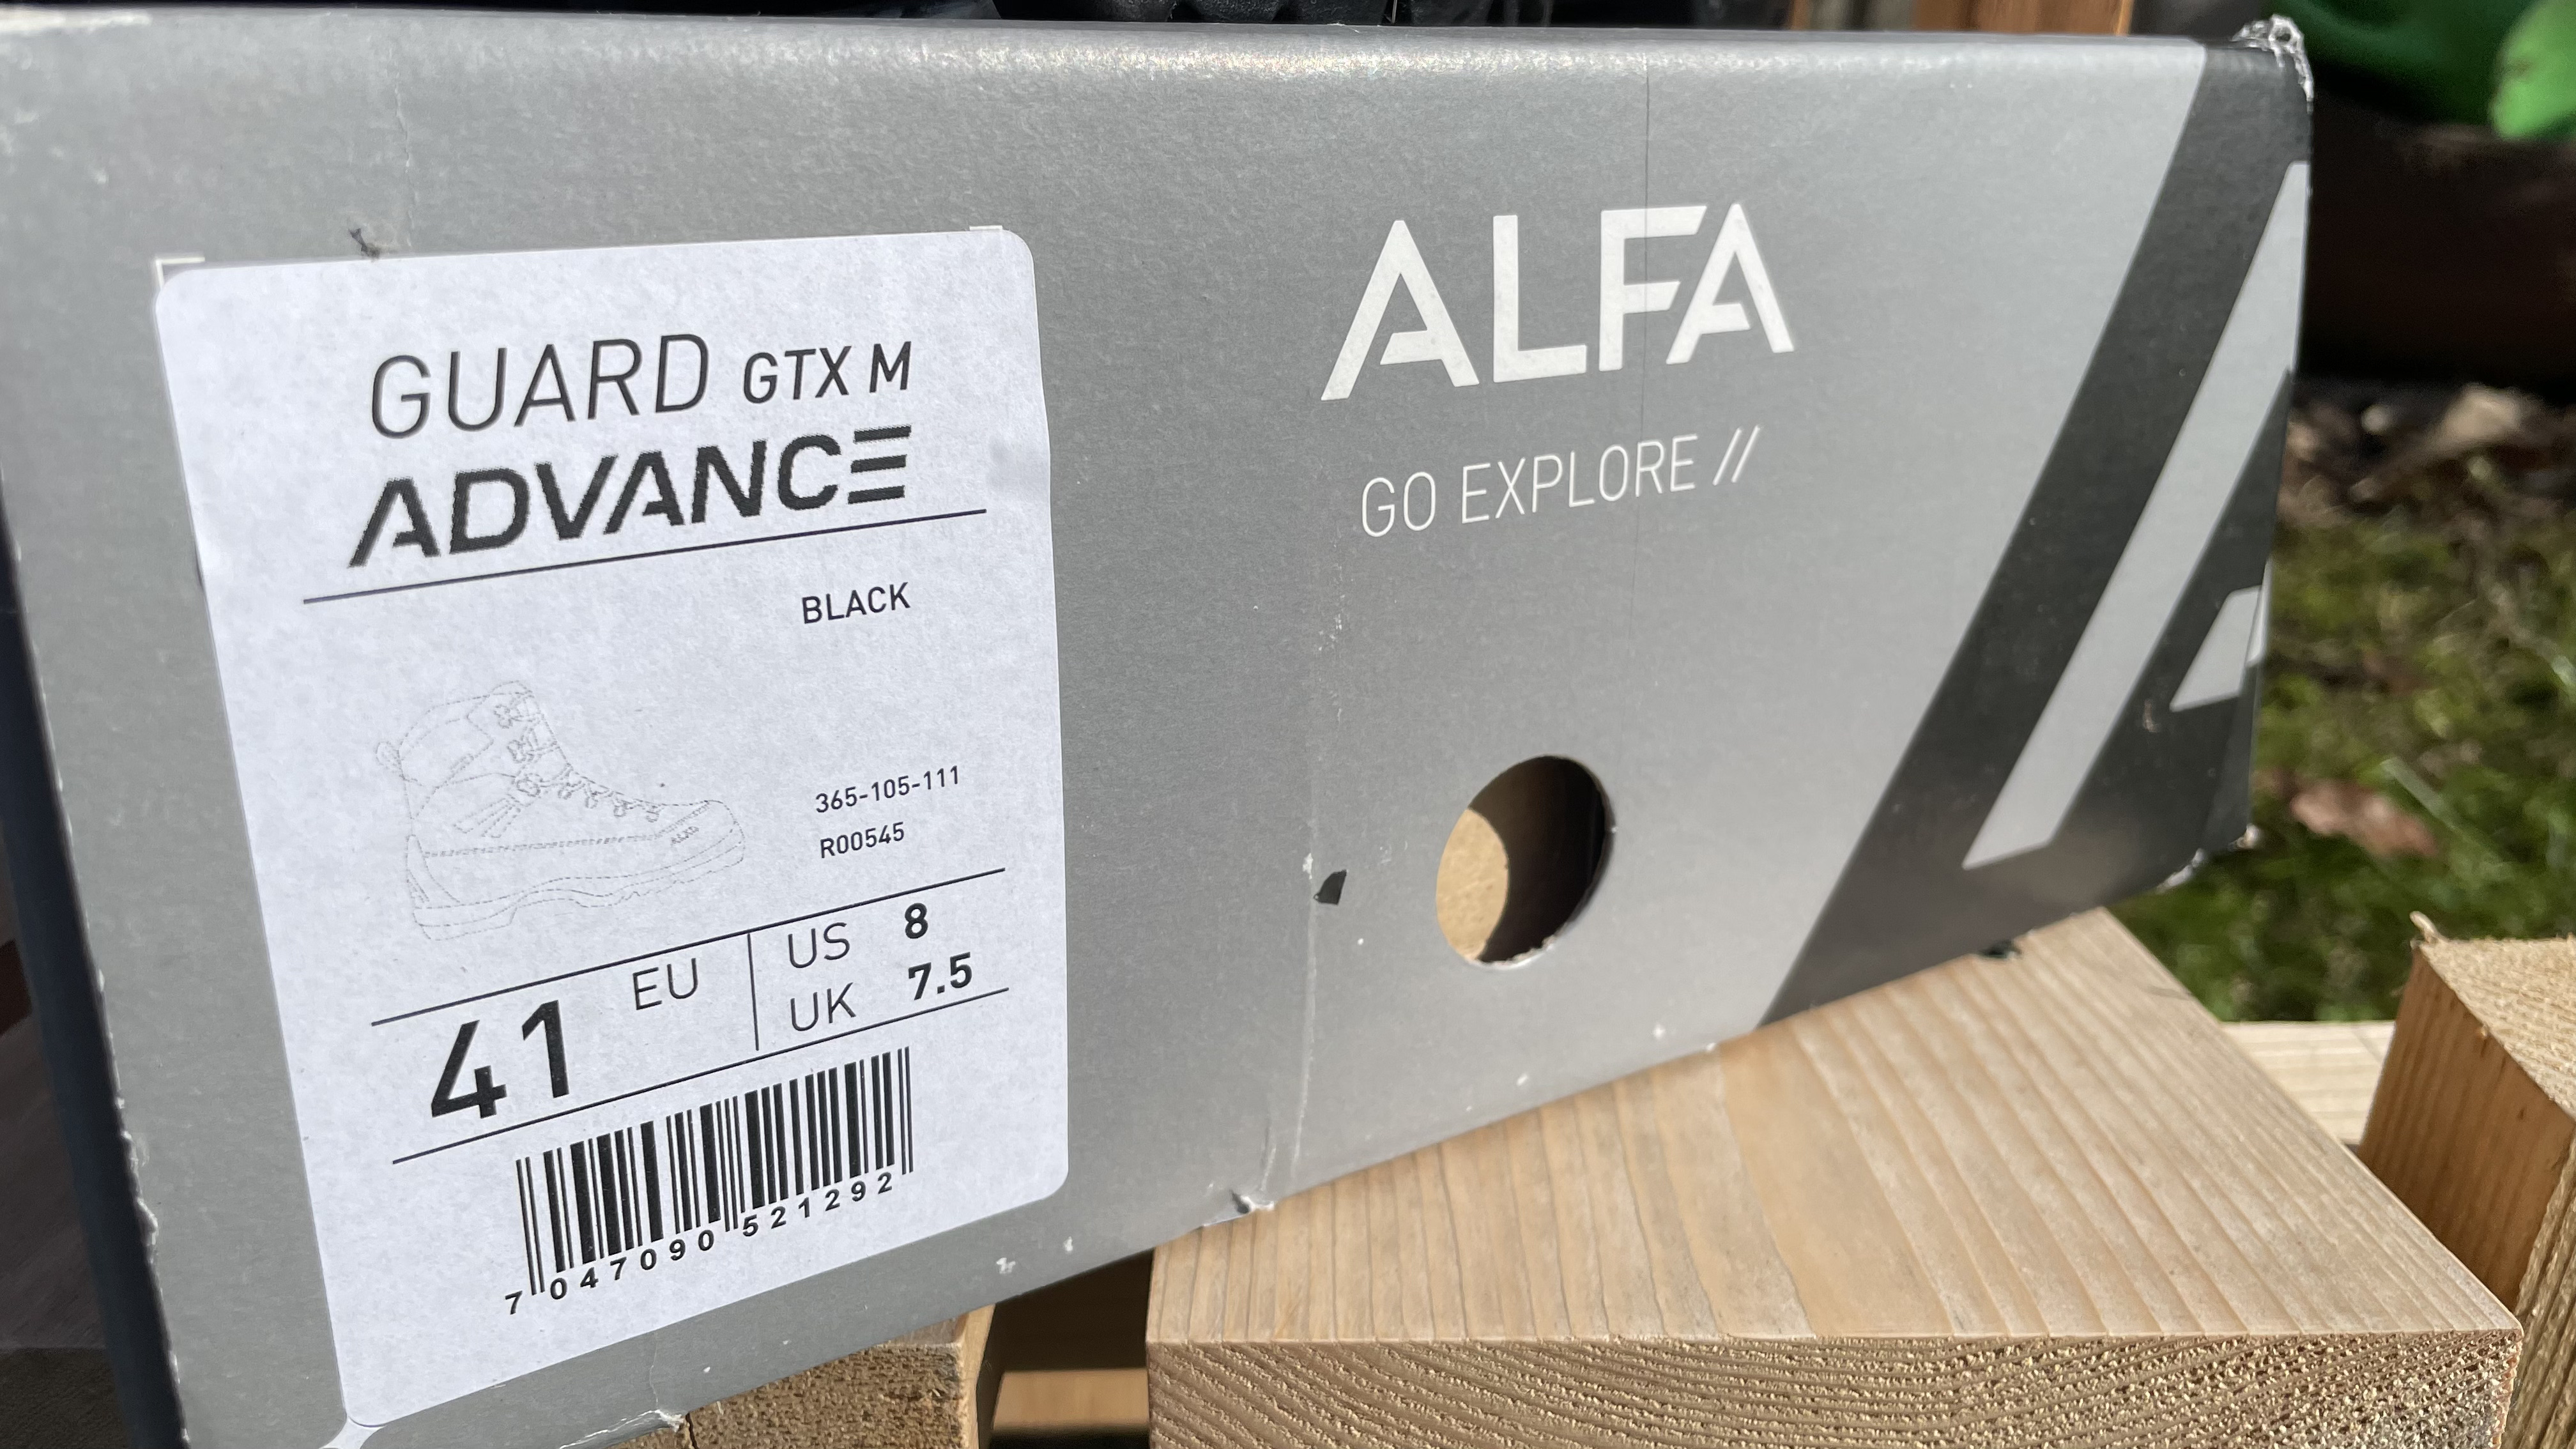 GUARD GTX M
ADVANCE
BLACK
365-105-111
R00545
41 EU
US 8
UK 7.5
7 047090 521292
ALFA
GO EXPLORE //